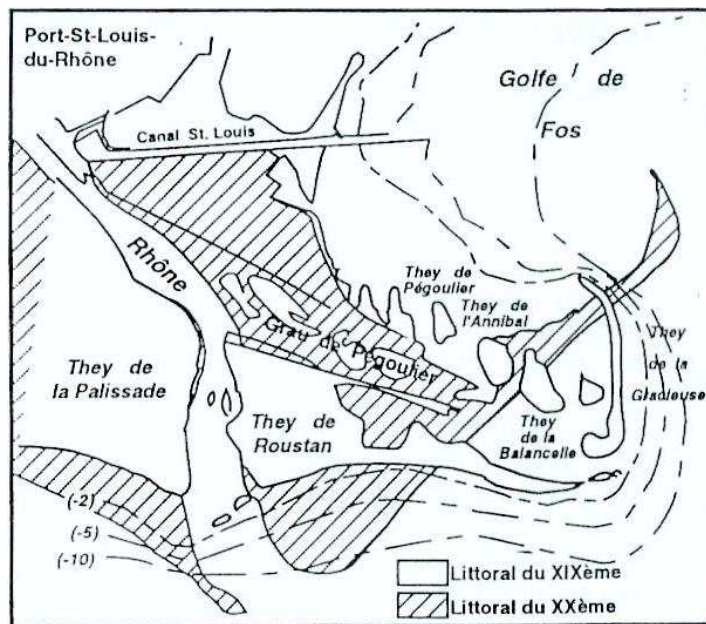 Port-St-Louis-
du-Rhône
Golfe de
Fos
Canal St. Louis
Rhône
They de
Pégoulier
They de
l'Annibal
Grau de Pégoulier
They
de la
Gracieuse
They de
la Palissade
They de
Roustan
They
de la
Balancelle
(-2)
(-5)
(-10)
Littoral du XIXème
Littoral du XXème